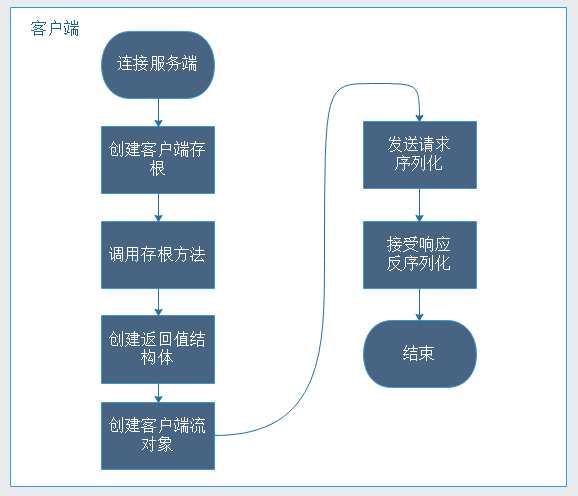 客户端
连接服务端
创建客户端存
根
调用存根方法
创建返回值结
构体
创建客户端流
对象
发送请求
序列化
接受响应
反序列化
结束